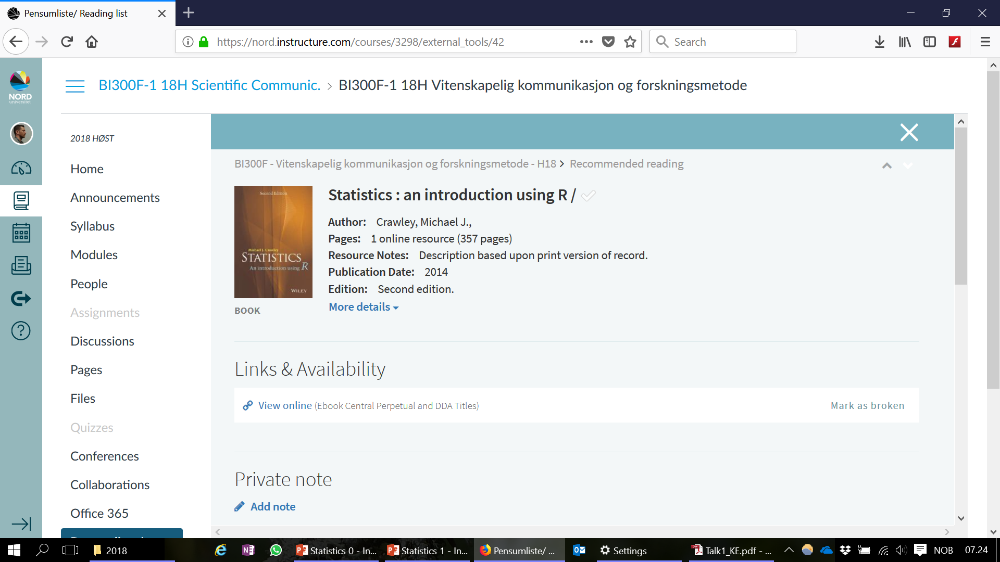 Pensumliste/ Reading list
https://nord.instructure.com/courses/3298/external_tools/42
Search
NORD
universitet
BI300F-1 18H Scientific Communic. > BI300F-1 18H Vitenskapelig kommunikasjon og forskningsmetode
2018 HØST
Home
Announcements
Syllabus
Modules
People
Assignments
Discussions
Pages
Files
Quizzes
Conferences
Collaborations
Office 365
BI300F - Vitenskapelig kommunikasjon og forskningsmetode - H18 > Recommended reading
Second Edition
Michael J. Crawley
STATISTICS
An introduction using R
WILEY
BOOK
Statistics : an introduction using R /
Author: Crawley, Michael J.,
Pages: 1 online resource (357 pages)
Resource Notes: Description based upon print version of record.
Publication Date: 2014
Edition: Second edition.
More details
Links & Availability
View online (Ebook Central Perpetual and DDA Titles)
Mark as broken
Private note
Add note
2018
Statistics 0 - In...
Statistics 1 - In...
Pensumliste/ ...
Settings
Talk1_KE.pdf - ...
NOB
07.24